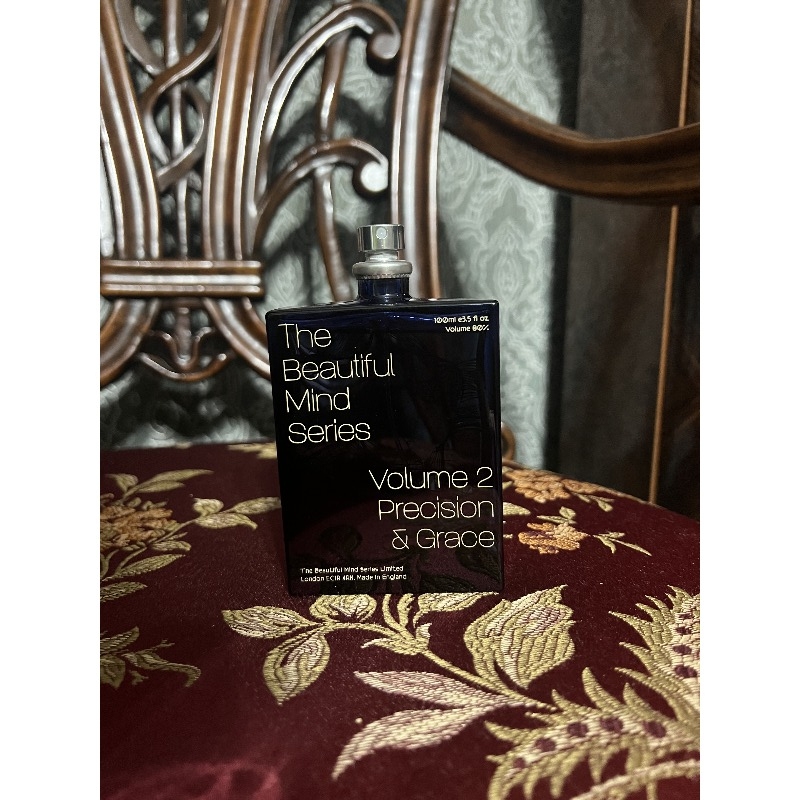 The
Beautiful
Mind
Series
100ml e3.5 fl oz
Volume 80%
Volume 2
Precision
& Grace
The Beautiful Mind Series Limited
London EC1R 4RN. Made in England